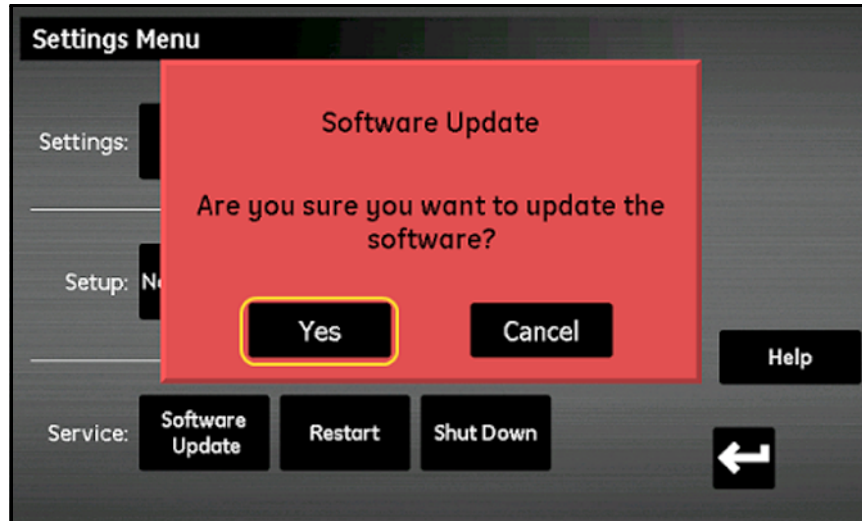 Settings Menu
Software Update
Settings:
Are you sure you want to update the
software?
Setup:
Yes
Cancel
Help
Service:
Software
Update
Restart
Shut Down